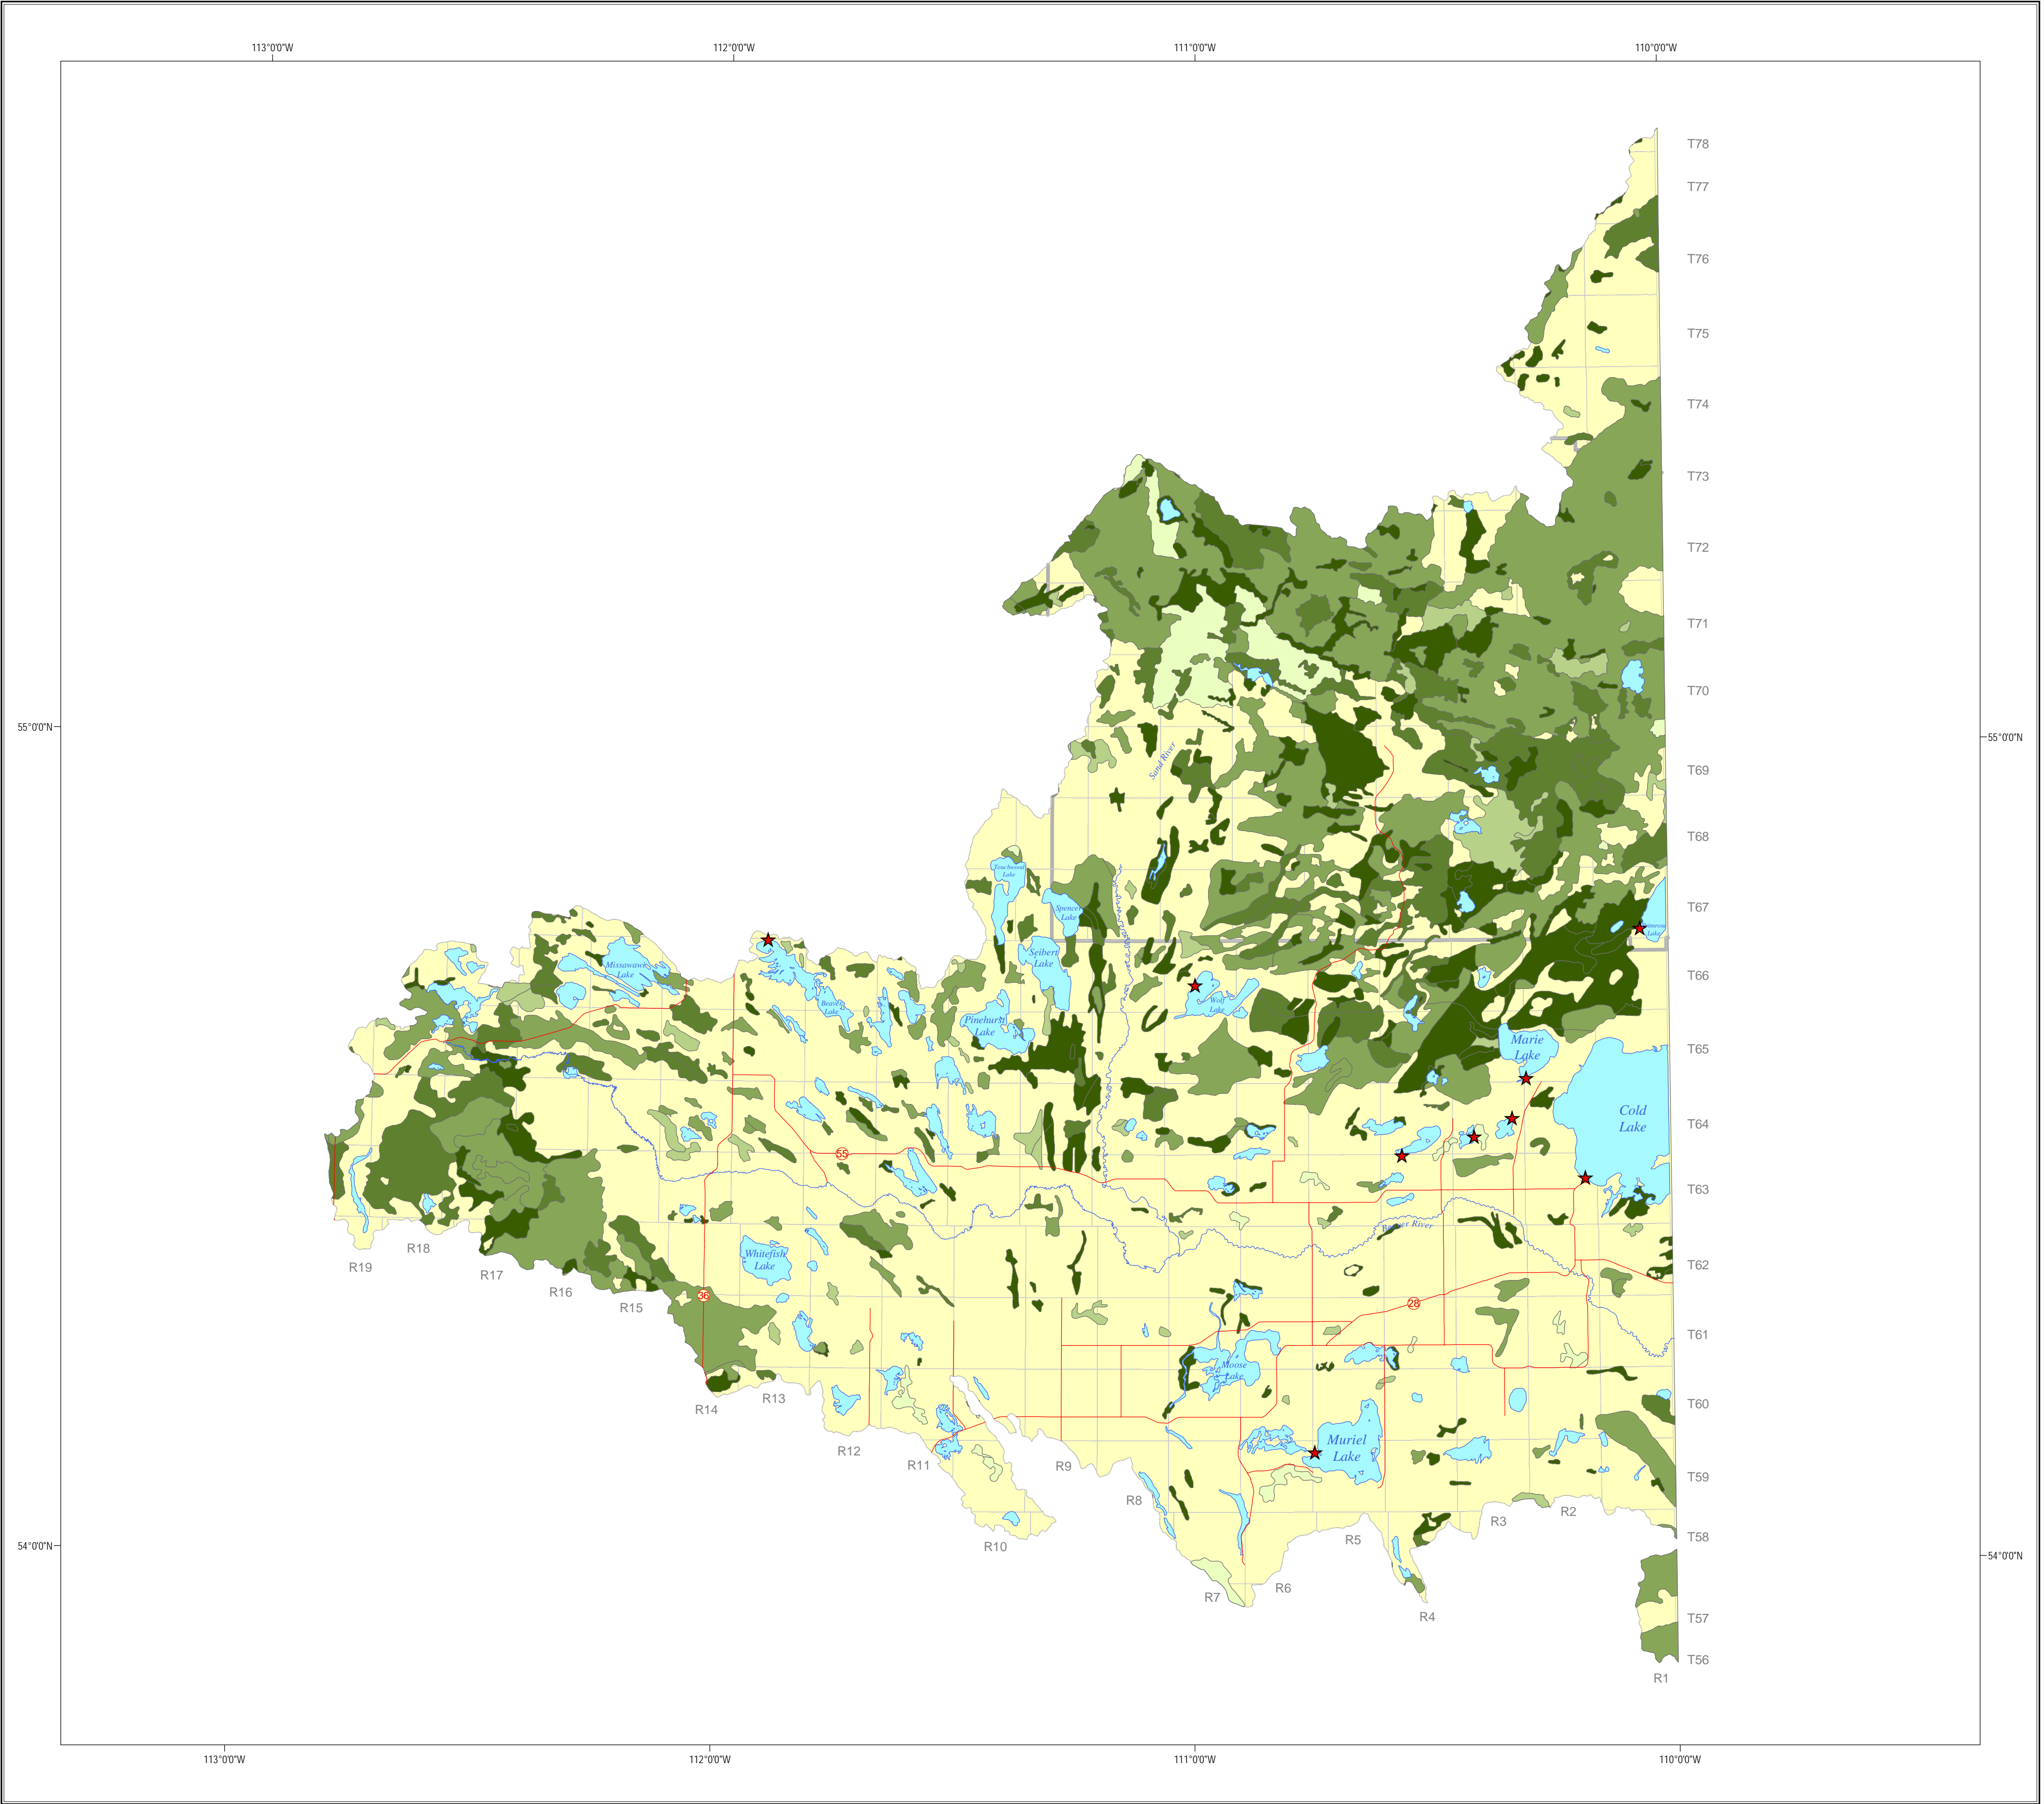 113°0'0"W
112°0'0"W
111°0'0"W
110°0'0"W
T78
T77
T76
T75
T74
T73
T72
T71
T70
55°0'0"N
55°0'0"N
Sand River
T69
T68
Touchwood
Lake
T67
Spencer
Lake
Lake
Seibert
Lake
Missawawi
Lake
T66
Beaver
Lake
Wolf
Lake
Pinehurst
Lake
Marie
Lake
T65
Cold
Lake
T64
55
T63
Beaver River
R18
R19
R17
R16
R15
Whitefish
Lake
T62
36
28
T61
Moose
Lake
R14
R13
T60
R12
R11
R9
Muriel
Lake
T59
R8
R10
R5
R3
R2
T58
54°0'0"N
54°0'0"N
R7
R6
R4
T57
T56
R1
113°0'0"W
112°0'0"W
111°0'0"W
110°0'0"W